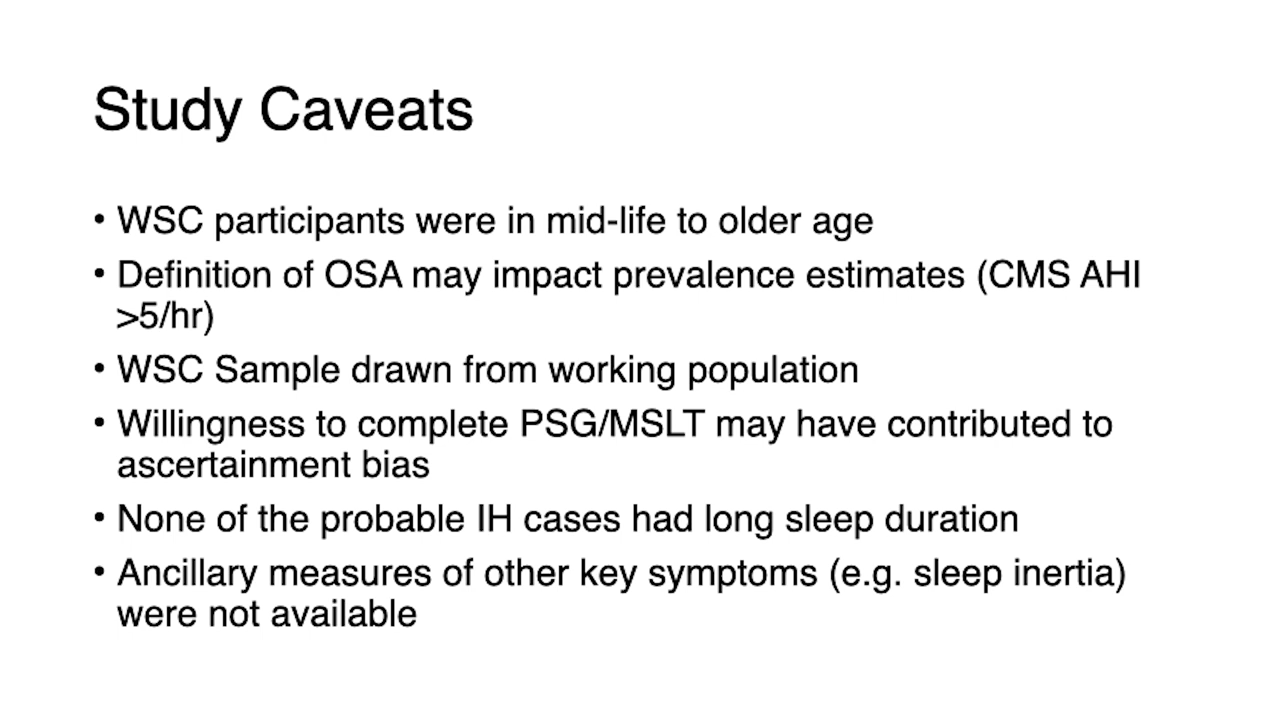 Study Caveats
• WSC participants were in mid-life to older age
• Definition of OSA may impact prevalence estimates (CMS AHI
>5/hr)
• WSC Sample drawn from working population
• Willingness to complete PSG/MSLT may have contributed to
ascertainment bias
• None of the probable IH cases had long sleep duration
• Ancillary measures of other key symptoms (e.g. sleep inertia)
were not available